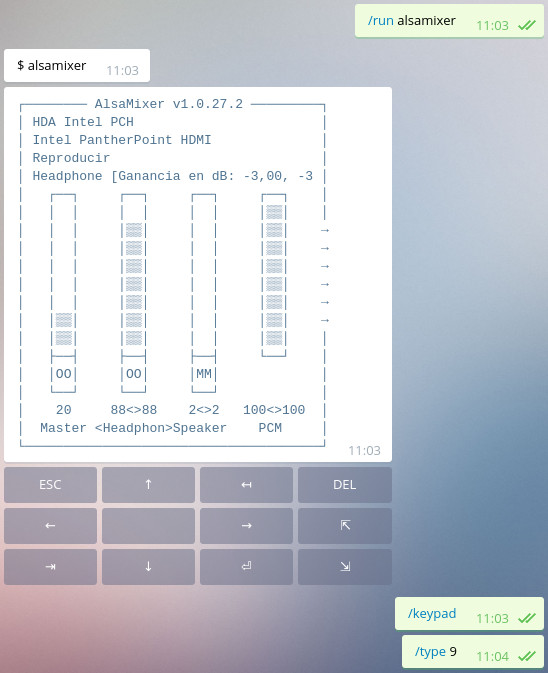 /run alsamixer 11:03
$ alsamixer 11:03
AlsaMixer v1.0.27.2
HDA Intel PCH
Intel PantherPoint HDMI
Reproducir
Headphone [Ganancia en dB: -3,00, -3
→
→
→
→
→
→
OO OO MM
20 88<>88 2<>2 100<>100
Master <Headphon>Speaker PCM
11:03
ESC ↑ ↤ DEL
← → ⇱
⇥ ↓ ⏎ ⇲
/keypad 11:03
/type 9 11:04